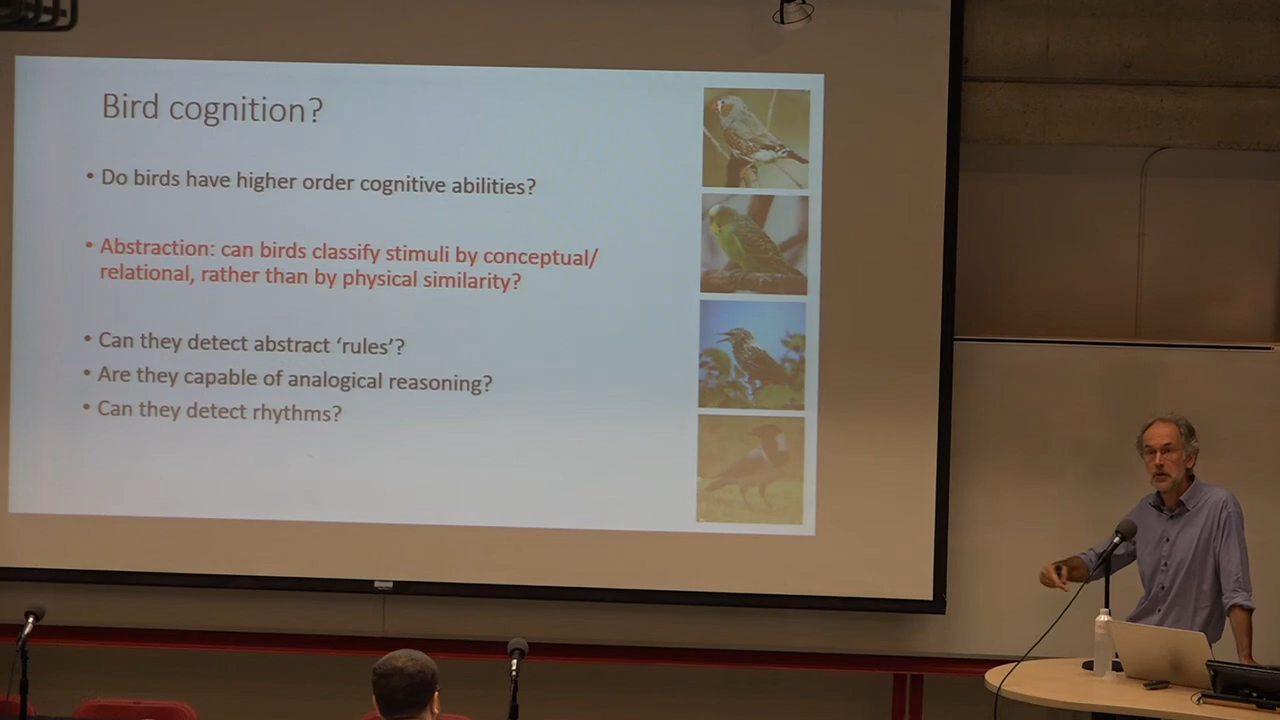 Bird cognition?
• Do birds have higher order cognitive abilities?
• Abstraction: can birds classify stimuli by conceptual/
relational, rather than by physical similarity?
• Can they detect abstract ‘rules’?
• Are they capable of analogical reasoning?
• Can they detect rhythms?